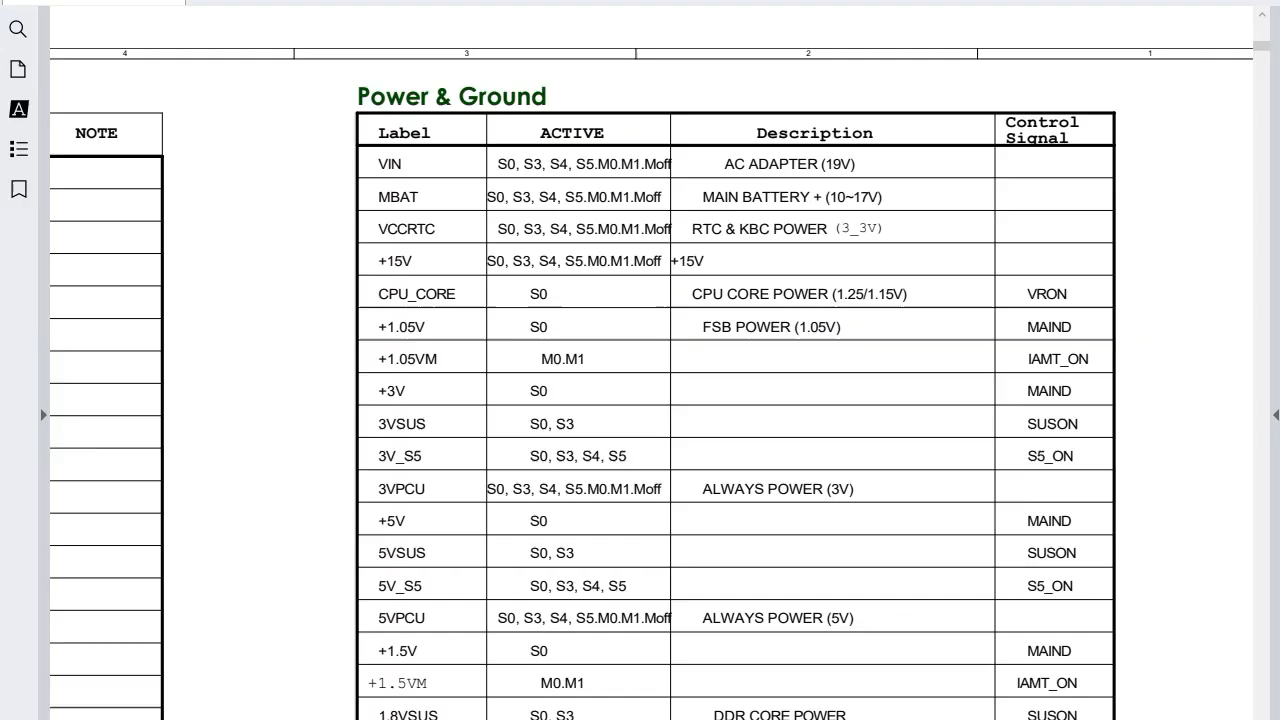 4 3 2 1
Power & Ground
NOTE
Label ACTIVE Description Control Signal
VIN S0, S3, S4, S5.M0.M1.Moff AC ADAPTER (19V)
MBAT S0, S3, S4, S5.M0.M1.Moff MAIN BATTERY + (10~17V)
VCCRTC S0, S3, S4, S5.M0.M1.Moff RTC & KBC POWER (3_3V)
+15V S0, S3, S4, S5.M0.M1.Moff +15V
CPU_CORE S0 CPU CORE POWER (1.25/1.15V) VRON
+1.05V S0 FSB POWER (1.05V) MAIND
+1.05VM M0.M1 IAMT_ON
+3V S0 MAIND
3VSUS S0, S3 SUSON
3V_S5 S0, S3, S4, S5 S5_ON
3VPCU S0, S3, S4, S5.M0.M1.Moff ALWAYS POWER (3V)
+5V S0 MAIND
5VSUS S0, S3 SUSON
5V_S5 S0, S3, S4, S5 S5_ON
5VPCU S0, S3, S4, S5.M0.M1.Moff ALWAYS POWER (5V)
+1.5V S0 MAIND
+1.5VM M0.M1 IAMT_ON
1.8VSUS S0, S3 DDR CORE POWER SUSON